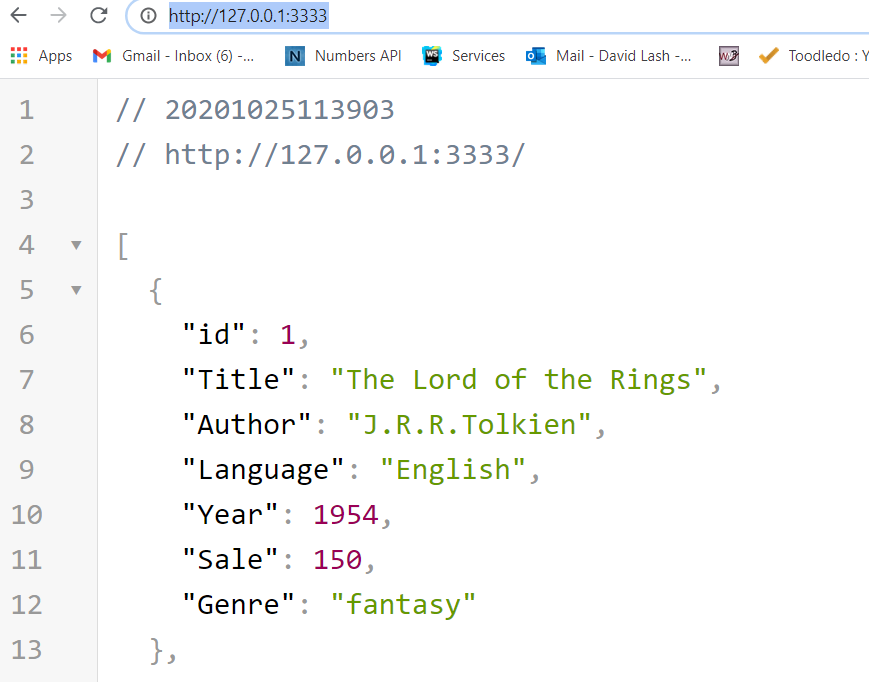 http://127.0.0.1:3333
Apps Gmail - Inbox (6) -... N Numbers API WS Services Mail - David Lash -... Toodledo : Y
1 // 20201025113903
2 // http://127.0.0.1:3333/
3
4 [
5 {
6 "id": 1,
7 "Title": "The Lord of the Rings",
8 "Author": "J.R.R.Tolkien",
9 "Language": "English",
10 "Year": 1954,
11 "Sale": 150,
12 "Genre": "fantasy"
13 },